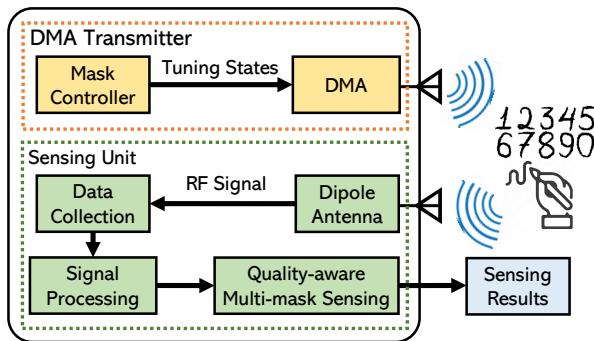 DMA Transmitter
Mask
Controller
Tuning States
DMA
12345
67890
Sensing Unit
Data
Collection
RF Signal
Dipole
Antenna
Signal
Processing
Quality-aware
Multi-mask Sensing
Sensing
Results